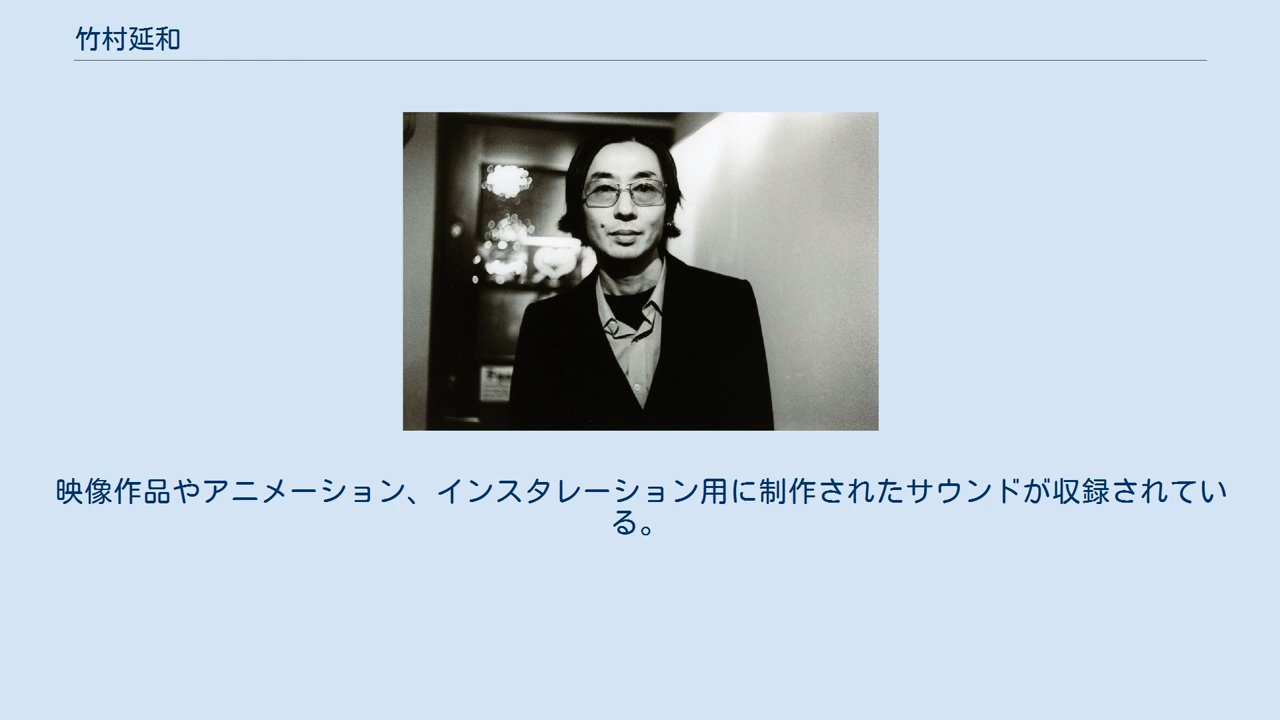 竹村延和
映像作品やアニメーション、インスタレーション用に制作されたサウンドが収録されてい
る。